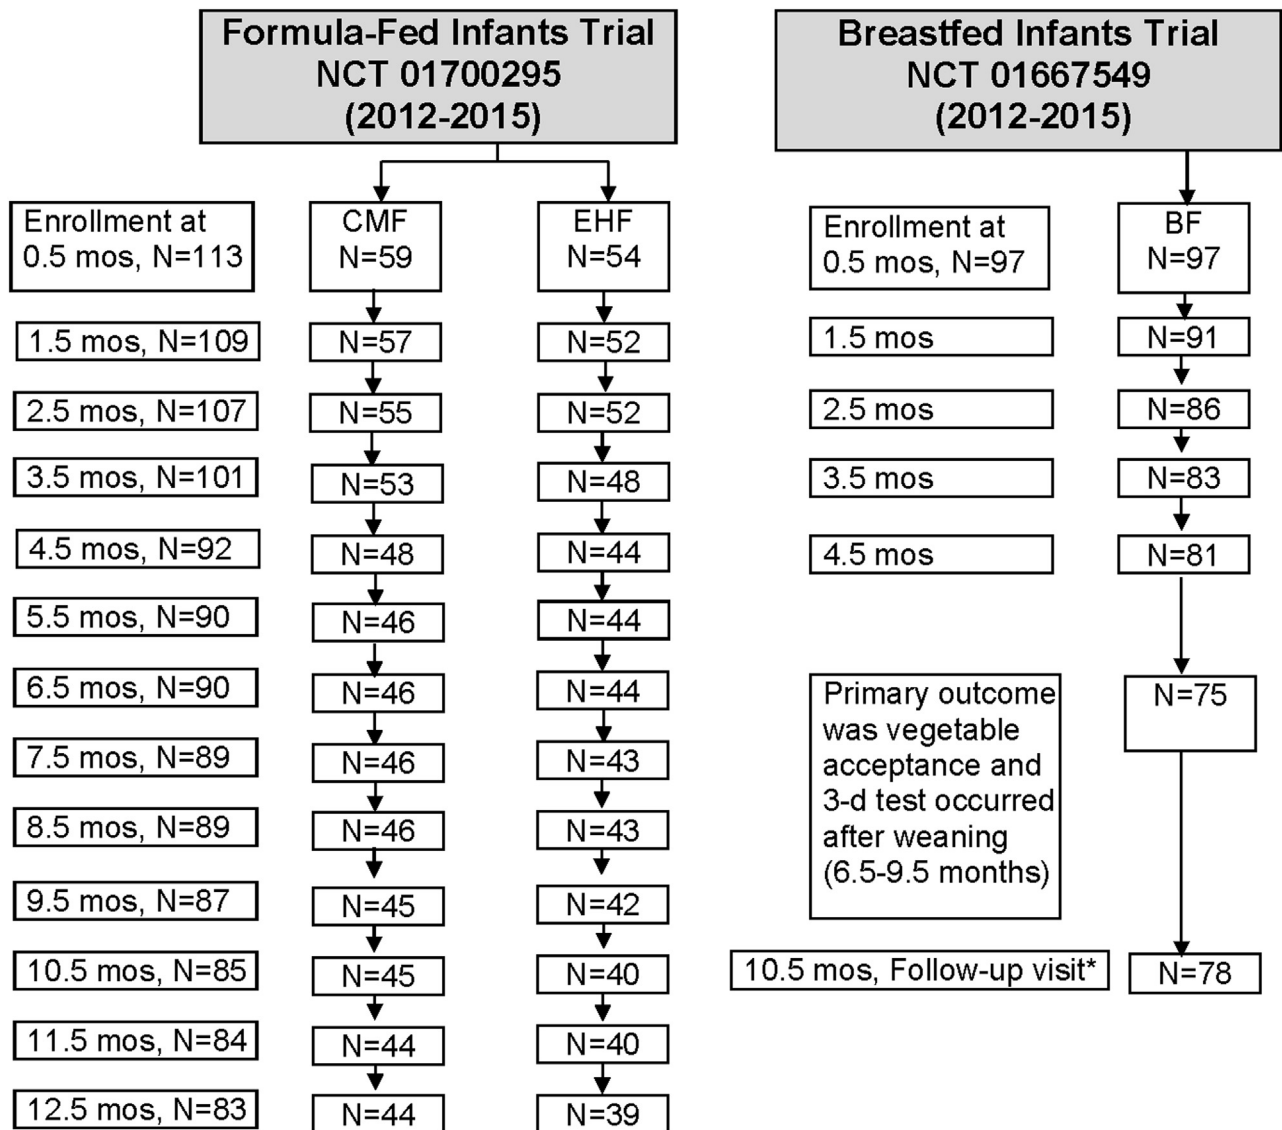 Formula-Fed Infants Trial
NCT 01700295
(2012-2015)
Breastfed Infants Trial
NCT 01667549
(2012-2015)
Enrollment at
0.5 mos, N=113
CMF
N=59
EHF
N=54
Enrollment at
0.5 mos, N=97
BF
N=97
1.5 mos, N=109
N=57
N=52
1.5 mos
N=91
2.5 mos, N=107
N=55
N=52
2.5 mos
N=86
3.5 mos, N=101
N=53
N=48
3.5 mos
N=83
4.5 mos, N=92
N=48
N=44
4.5 mos
N=81
5.5 mos, N=90
N=46
N=44
6.5 mos, N=90
N=46
N=44
Primary outcome
was vegetable
acceptance and
3-d test occurred
after weaning
(6.5-9.5 months)
N=75
7.5 mos, N=89
N=46
N=43
8.5 mos, N=89
N=46
N=43
9.5 mos, N=87
N=45
N=42
10.5 mos, N=85
N=45
N=40
10.5 mos, Follow-up visit*
N=78
11.5 mos, N=84
N=44
N=40
12.5 mos, N=83
N=44
N=39